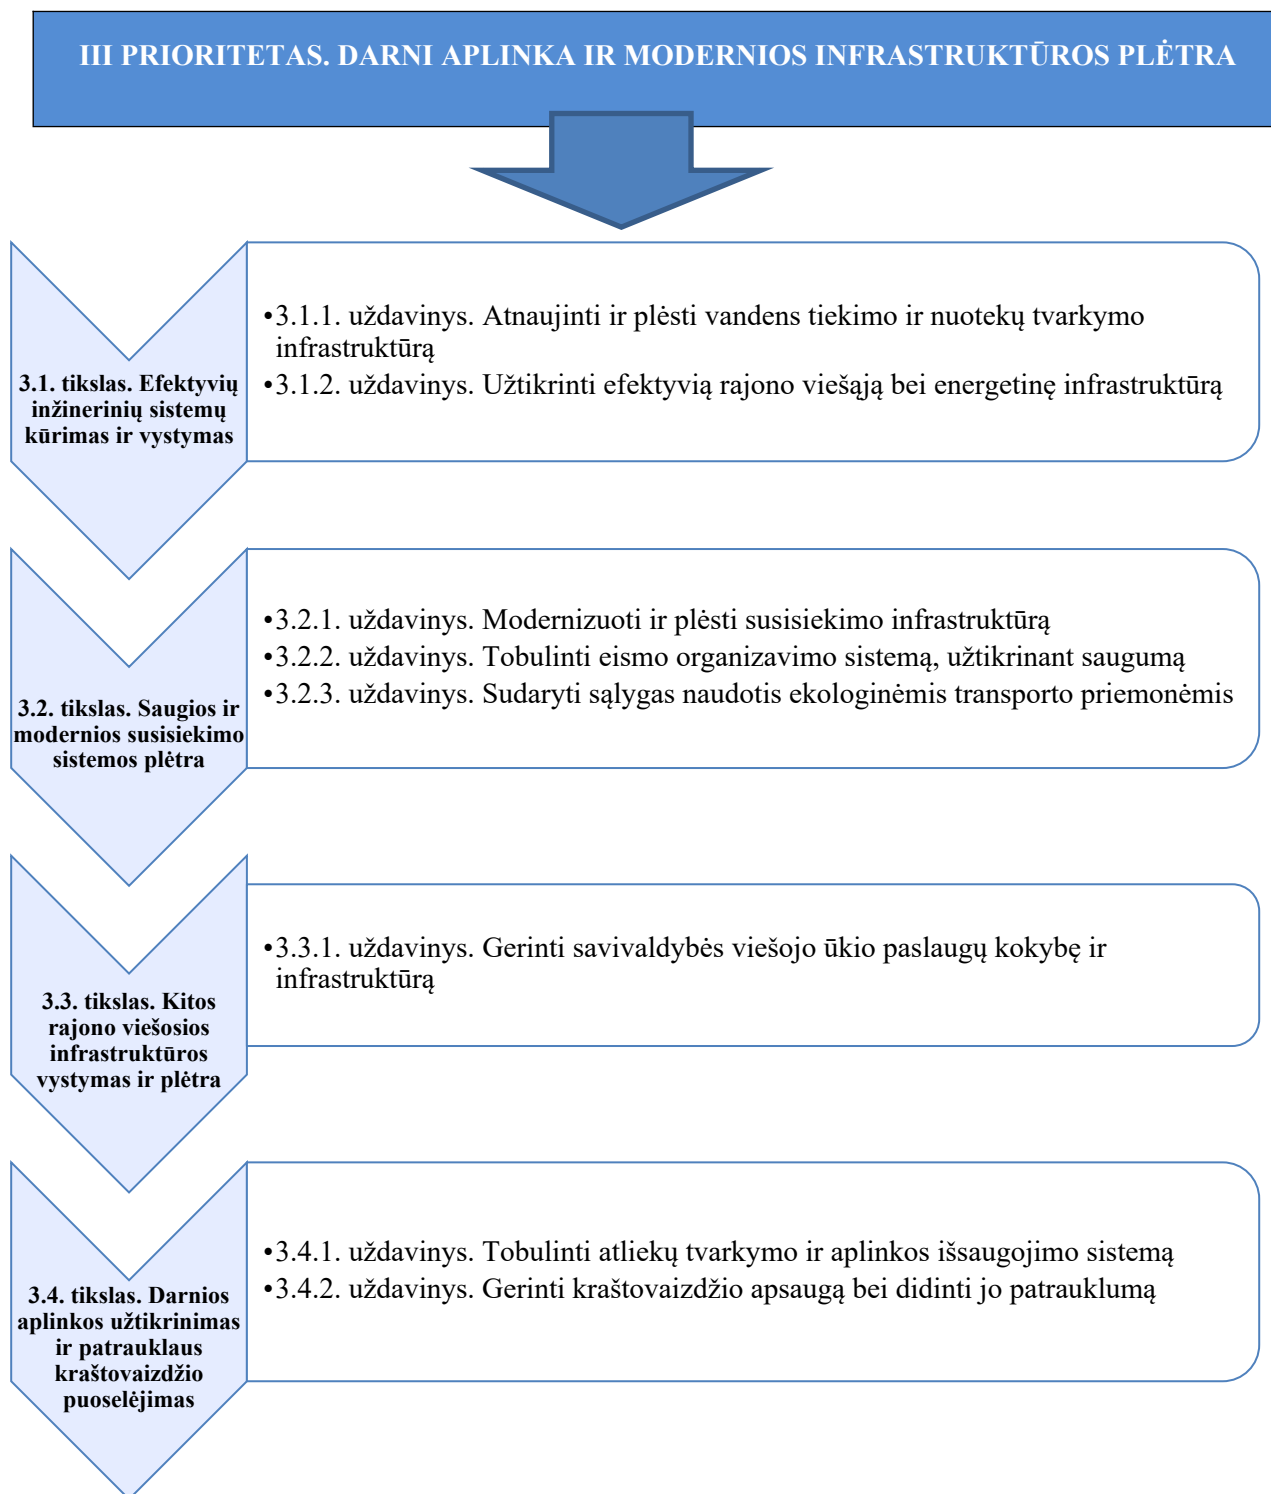 III PRIORITETAS. DARNI APLINKA IR MODERNIOS INFRASTRUKTŪROS PLĖTRA
3.1. tikslas. Efektyvių
inžinerinių sistemų
kūrimas ir vystymas
•3.1.1. uždavinys. Atnaujinti ir plėsti vandens tiekimo ir nuotekų tvarkymo
infrastruktūrą
•3.1.2. uždavinys. Užtikrinti efektyvią rajono viešąją bei energetinę infrastruktūrą
3.2. tikslas. Saugios ir
modernios susisiekimo
sistemos plėtra
•3.2.1. uždavinys. Modernizuoti ir plėsti susisiekimo infrastruktūrą
•3.2.2. uždavinys. Tobulinti eismo organizavimo sistemą, užtikrinant saugumą
•3.2.3. uždavinys. Sudaryti sąlygas naudotis ekologinėmis transporto priemonėmis
3.3. tikslas. Kitos
rajono viešosios
infrastruktūros
vystymas ir plėtra
•3.3.1. uždavinys. Gerinti savivaldybės viešojo ūkio paslaugų kokybę ir
infrastruktūrą
3.4. tikslas. Darnios
aplinkos užtikrinimas
ir patrauklaus
kraštovaizdžio
puoselėjimas
•3.4.1. uždavinys. Tobulinti atliekų tvarkymo ir aplinkos išsaugojimo sistemą
•3.4.2. uždavinys. Gerinti kraštovaizdžio apsaugą bei didinti jo patrauklumą